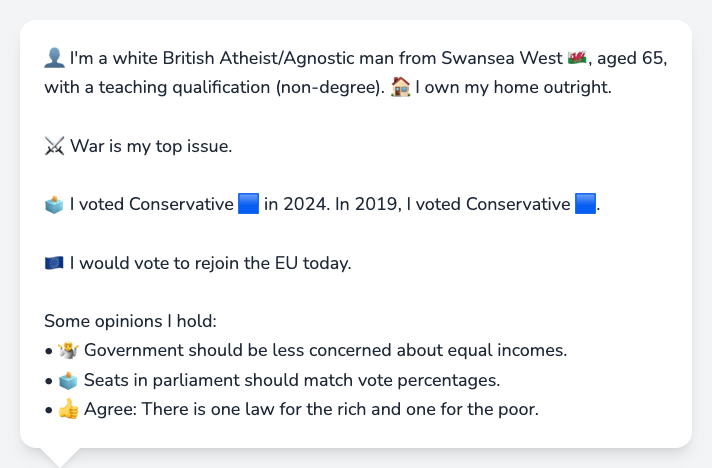 👤 I'm a white British Atheist/Agnostic man from Swansea West 🏴󠁧󠁢󠁷󠁬󠁳󠁿, aged 65,
with a teaching qualification (non-degree). 🏠 I own my home outright.
⚔️ War is my top issue.
🗳️ I voted Conservative 🟦 in 2024. In 2019, I voted Conservative 🟦.
🇪🇺 I would vote to rejoin the EU today.
Some opinions I hold:
• 🤷 Government should be less concerned about equal incomes.
• 🗳️ Seats in parliament should match vote percentages.
• 👍 Agree: There is one law for the rich and one for the poor.